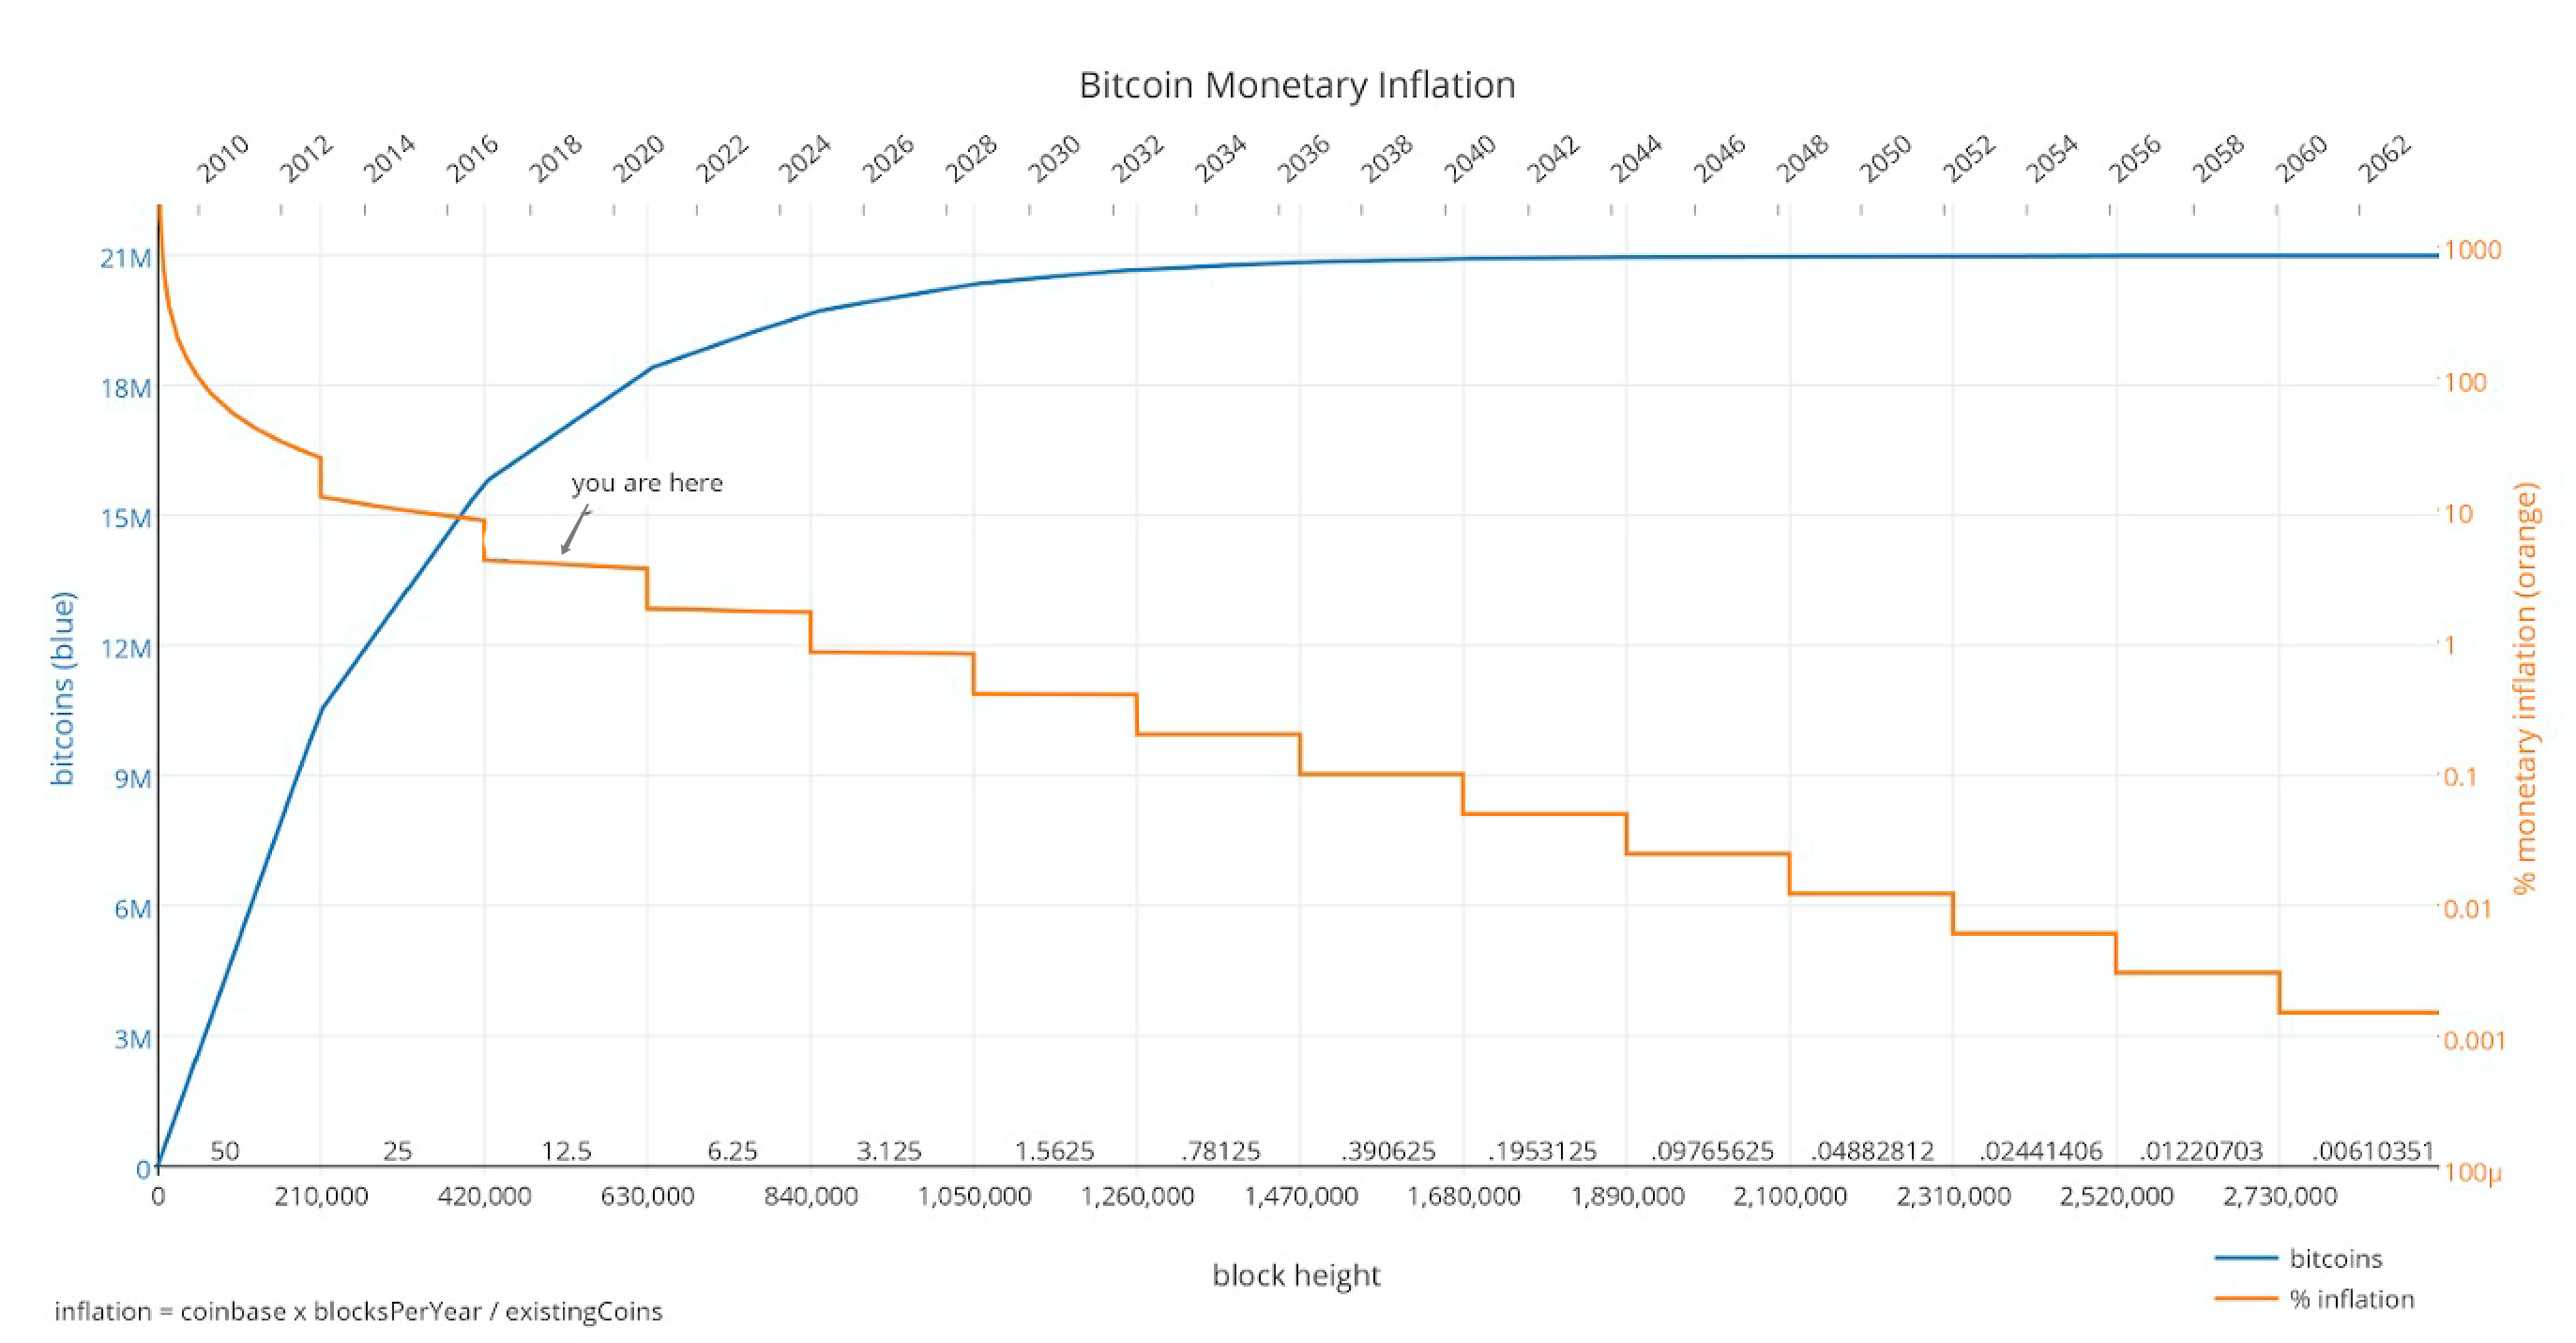 Bitcoin Monetary Inflation
2010 2012 2014 2016 2018 2020 2022 2024 2026 2028 2030 2032 2034 2036 2038 2040 2042 2044 2046 2048 2050 2052 2054 2056 2058 2060 2062
bitcoins (blue)
21M
18M
15M
12M
9M
6M
3M
0
you are here
1000
100
10
1
0.1
0.01
0.001
100μ
% monetary inflation (orange)
50 25 12.5 6.25 3.125 1.5625 .78125 .390625 .1953125 .09765625 .04882812 .02441406 .01220703 .00610351
0 210,000 420,000 630,000 840,000 1,050,000 1,260,000 1,470,000 1,680,000 1,890,000 2,100,000 2,310,000 2,520,000 2,730,000
block height
bitcoins
% inflation
inflation = coinbase x blocksPerYear / existingCoins